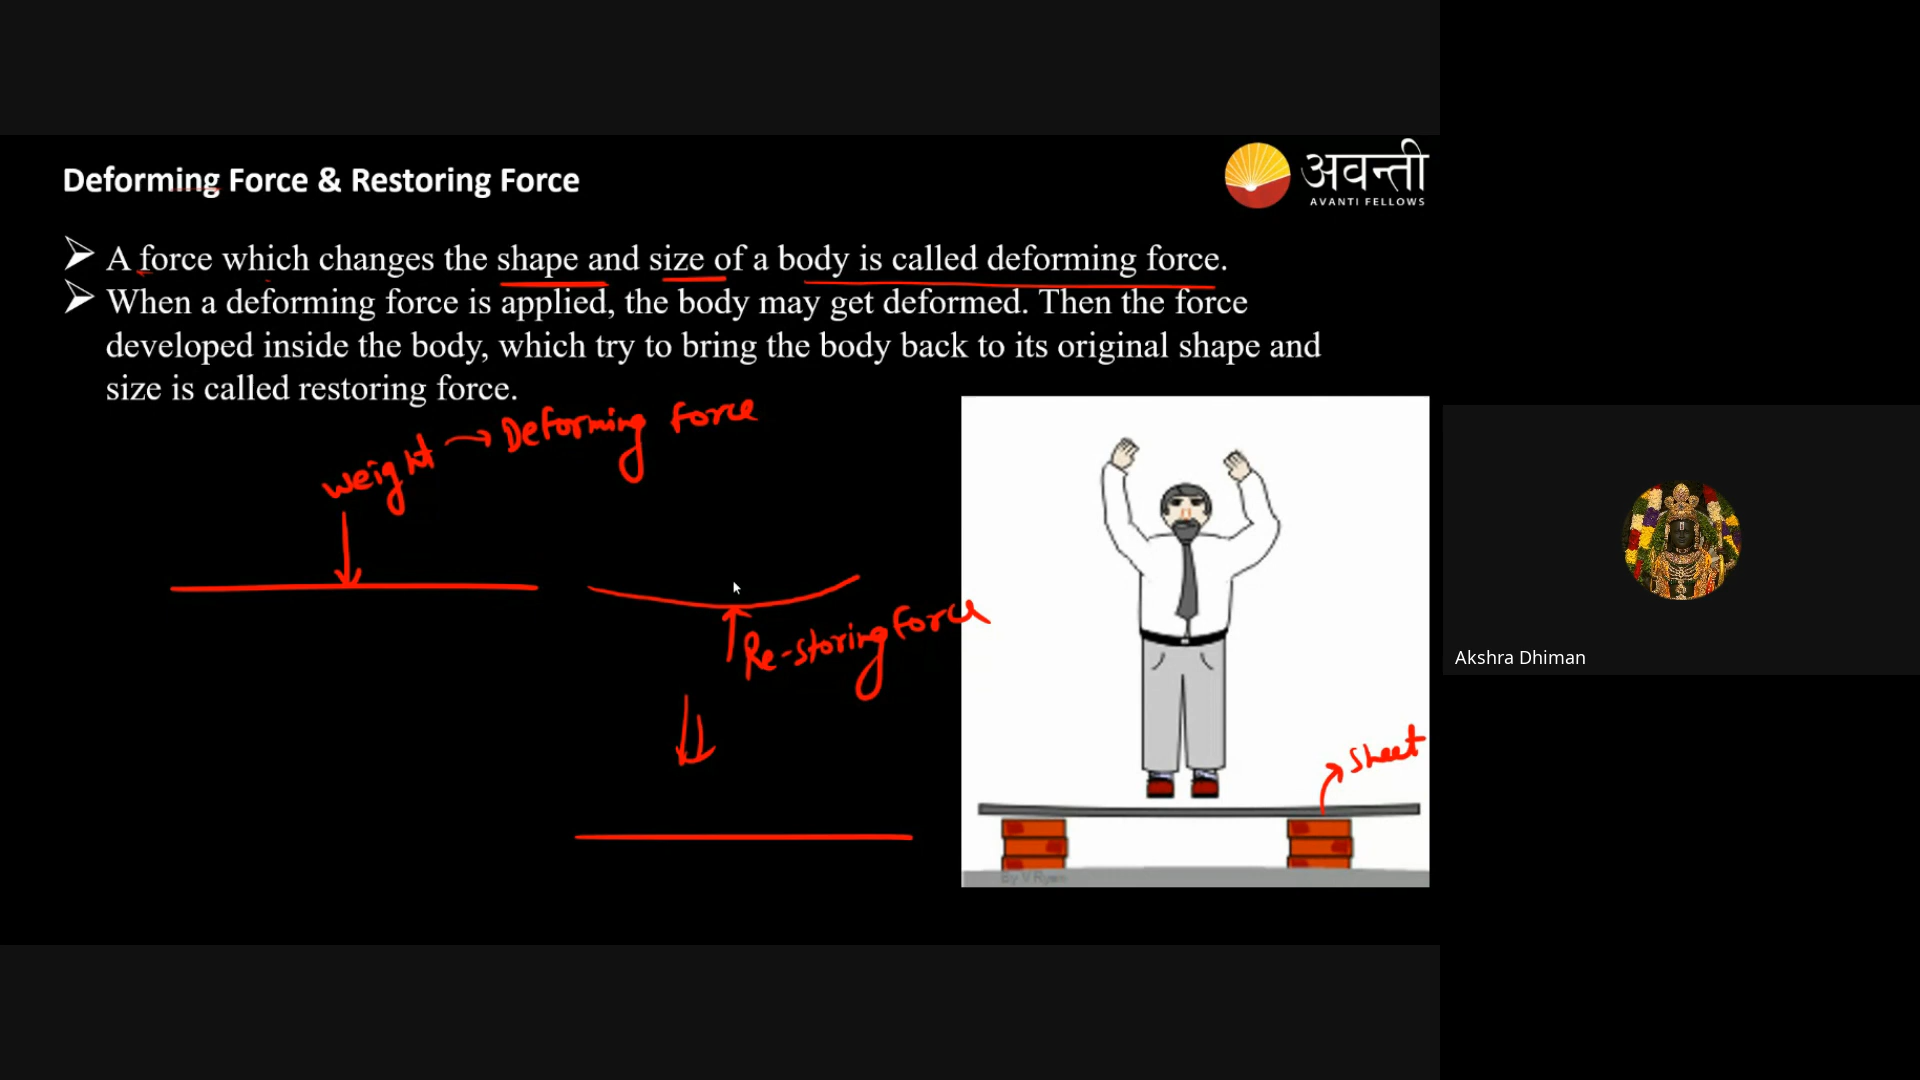 Deforming Force & Restoring Force
अवन्ती
AVANTI FELLOWS
A force which changes the shape and size of a body is called deforming force.
When a deforming force is applied, the body may get deformed. Then the force
developed inside the body, which try to bring the body back to its original shape and
size is called restoring force.
weight → Deforming force
Re-storing force
Sheet
By V Ryan
Akshra Dhiman